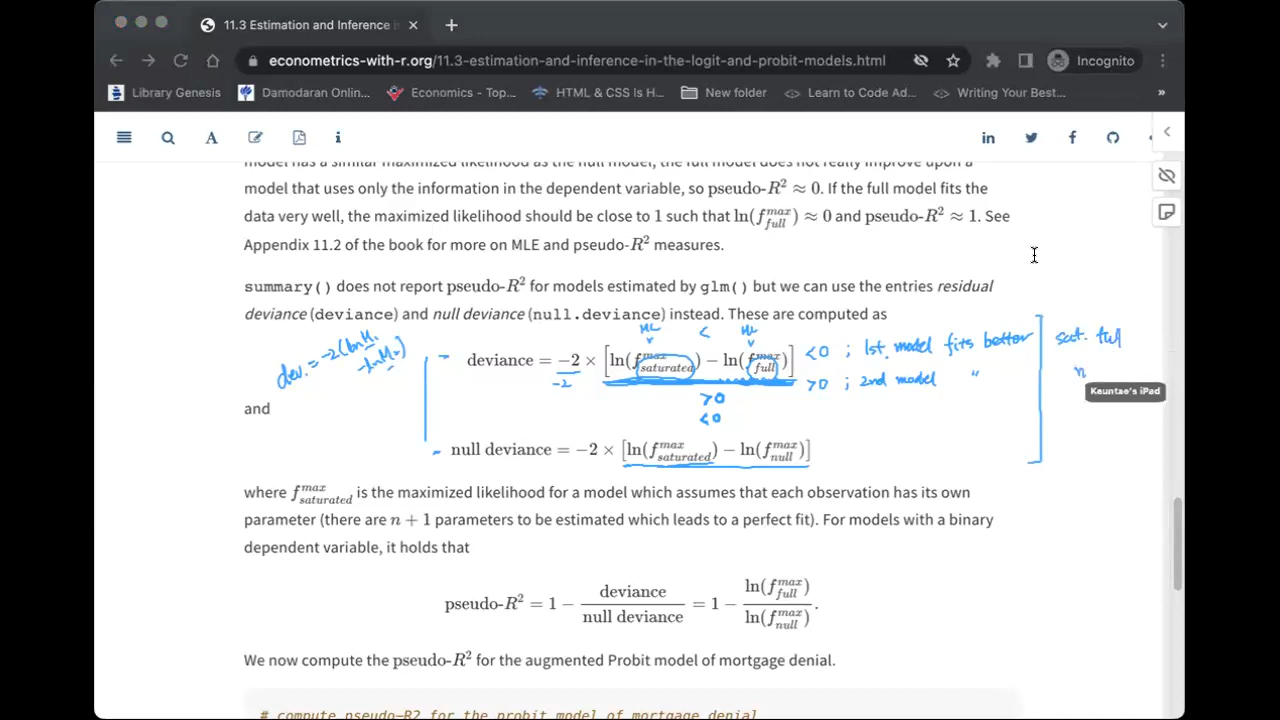 11.3 Estimation and Inference i
econometrics-with-r.org/11.3-estimation-and-inference-in-the-logit-and-probit-models.html
Incognito
Library Genesis
Damodaran Onlin...
Economics - Top...
HTML & CSS Is H...
New folder
Learn to Code Ad...
Writing Your Best...
»
model has a similar maximized likelihood as the null model, the full model does not really improve upon a
model that uses only the information in the dependent variable, so pseudo-R² ≈ 0. If the full model fits the
data very well, the maximized likelihood should be close to 1 such that ln(f^max_full) ≈ 0 and pseudo-R² ≈ 1. See
Appendix 11.2 of the book for more on MLE and pseudo-R² measures.
summary() does not report pseudo-R² for models estimated by glm() but we can use the entries residual
deviance (deviance) and null deviance (null.deviance) instead. These are computed as
ML < ML
dev. = -2(ln M₁ - ln M₂)
deviance = −2 × [ln(f^max_saturated) − ln(f^max_full)] <0 ; 1st model fits better
sat. full
-2
>0 ; 2nd model "
n
Keuntae's iPad
>0
<0
and
null deviance = −2 × [ln(f^max_saturated) − ln(f^max_null)]
where f^max_saturated is the maximized likelihood for a model which assumes that each observation has its own
parameter (there are n + 1 parameters to be estimated which leads to a perfect fit). For models with a binary
dependent variable, it holds that
pseudo-R² = 1 − deviance / null deviance = 1 − ln(f^max_full) / ln(f^max_null).
We now compute the pseudo-R² for the augmented Probit model of mortgage denial.
# compute pseudo-R2 for the probit model of mortgage denial